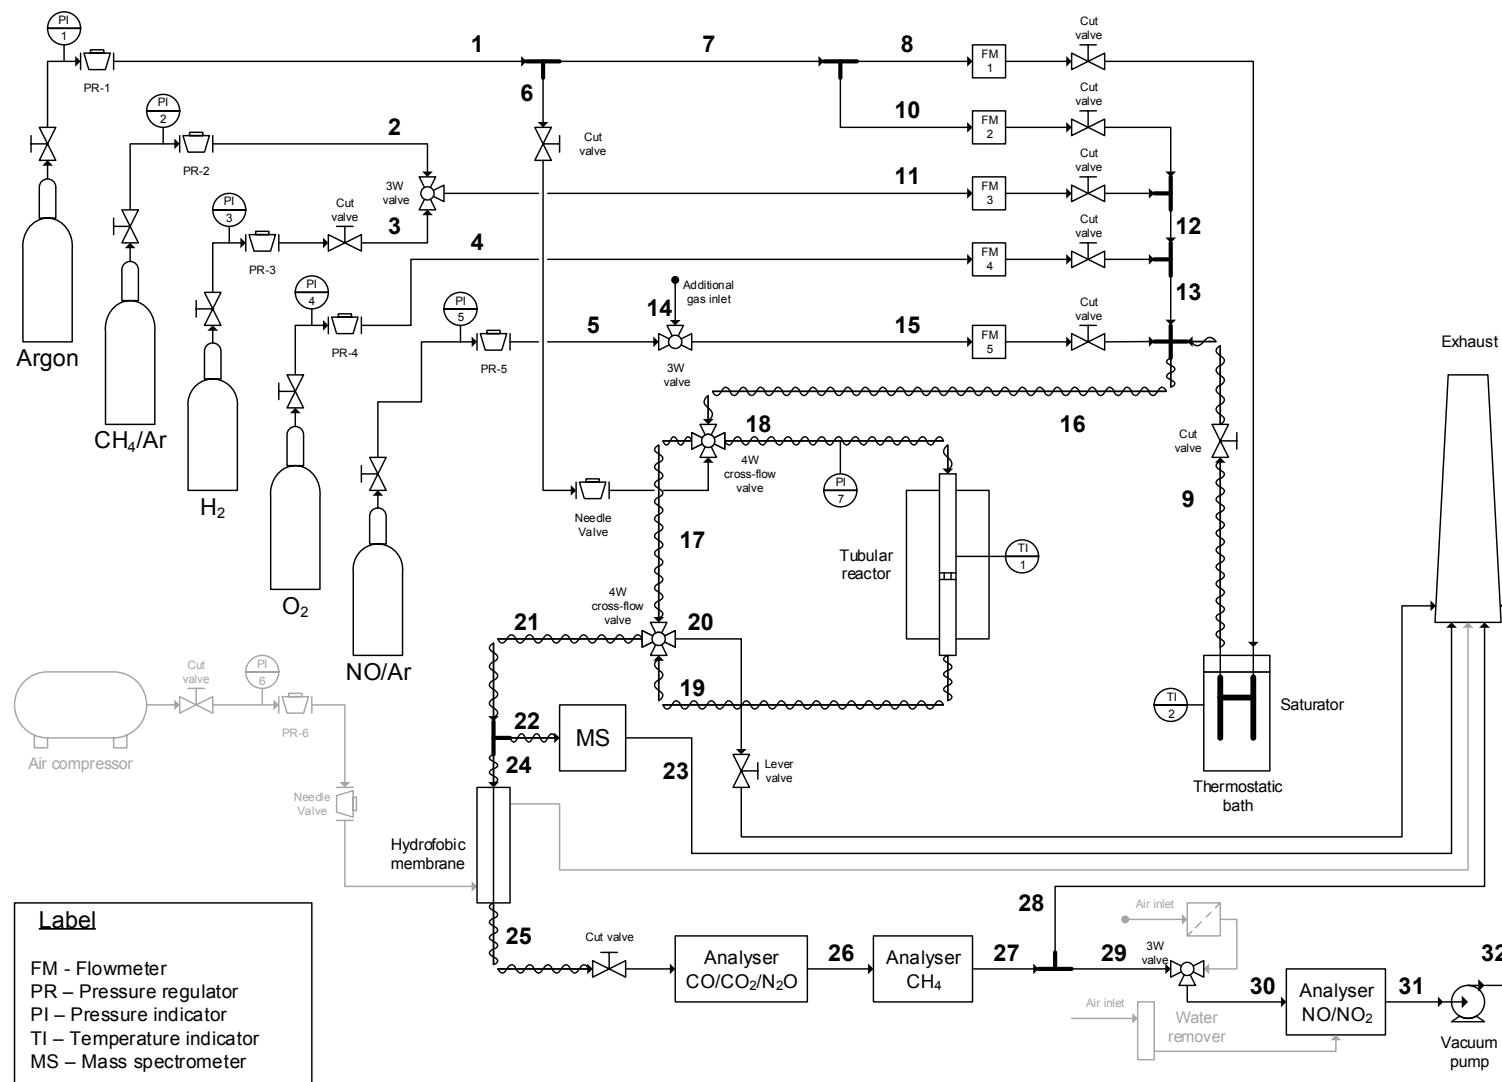 PI
1
PR-1
1
7
8
FM
1
Cut
valve
6
PI
2
PR-2
2
Cut
valve
10
FM
2
Cut
valve
3W
valve
11
FM
3
Cut
valve
PI
3
PR-3
Cut
valve
3
12
4
FM
4
Cut
valve
PI
4
PR-4
PI
5
PR-5
5
14
Additional
gas inlet
3W
valve
15
FM
5
Cut
valve
13
Exhaust
Argon
CH4/Ar
H2
O2
NO/Ar
16
18
4W
cross-flow
valve
PI
7
Cut
valve
9
Needle
Valve
17
Tubular
reactor
TI
1
4W
cross-flow
valve
21
20
19
Cut
valve
PI
6
PR-6
Air compressor
Needle
Valve
22
MS
23
24
Lever
valve
TI
2
Saturator
Thermostatic
bath
Hydrofobic
membrane
25
Cut valve
Analyser
CO/CO2/N2O
26
Analyser
CH4
27
28
29
Air inlet
3W
valve
30
Air inlet
Water
remover
Analyser
NO/NO2
31
32
Vacuum
pump
Label
FM - Flowmeter
PR – Pressure regulator
PI – Pressure indicator
TI – Temperature indicator
MS – Mass spectrometer